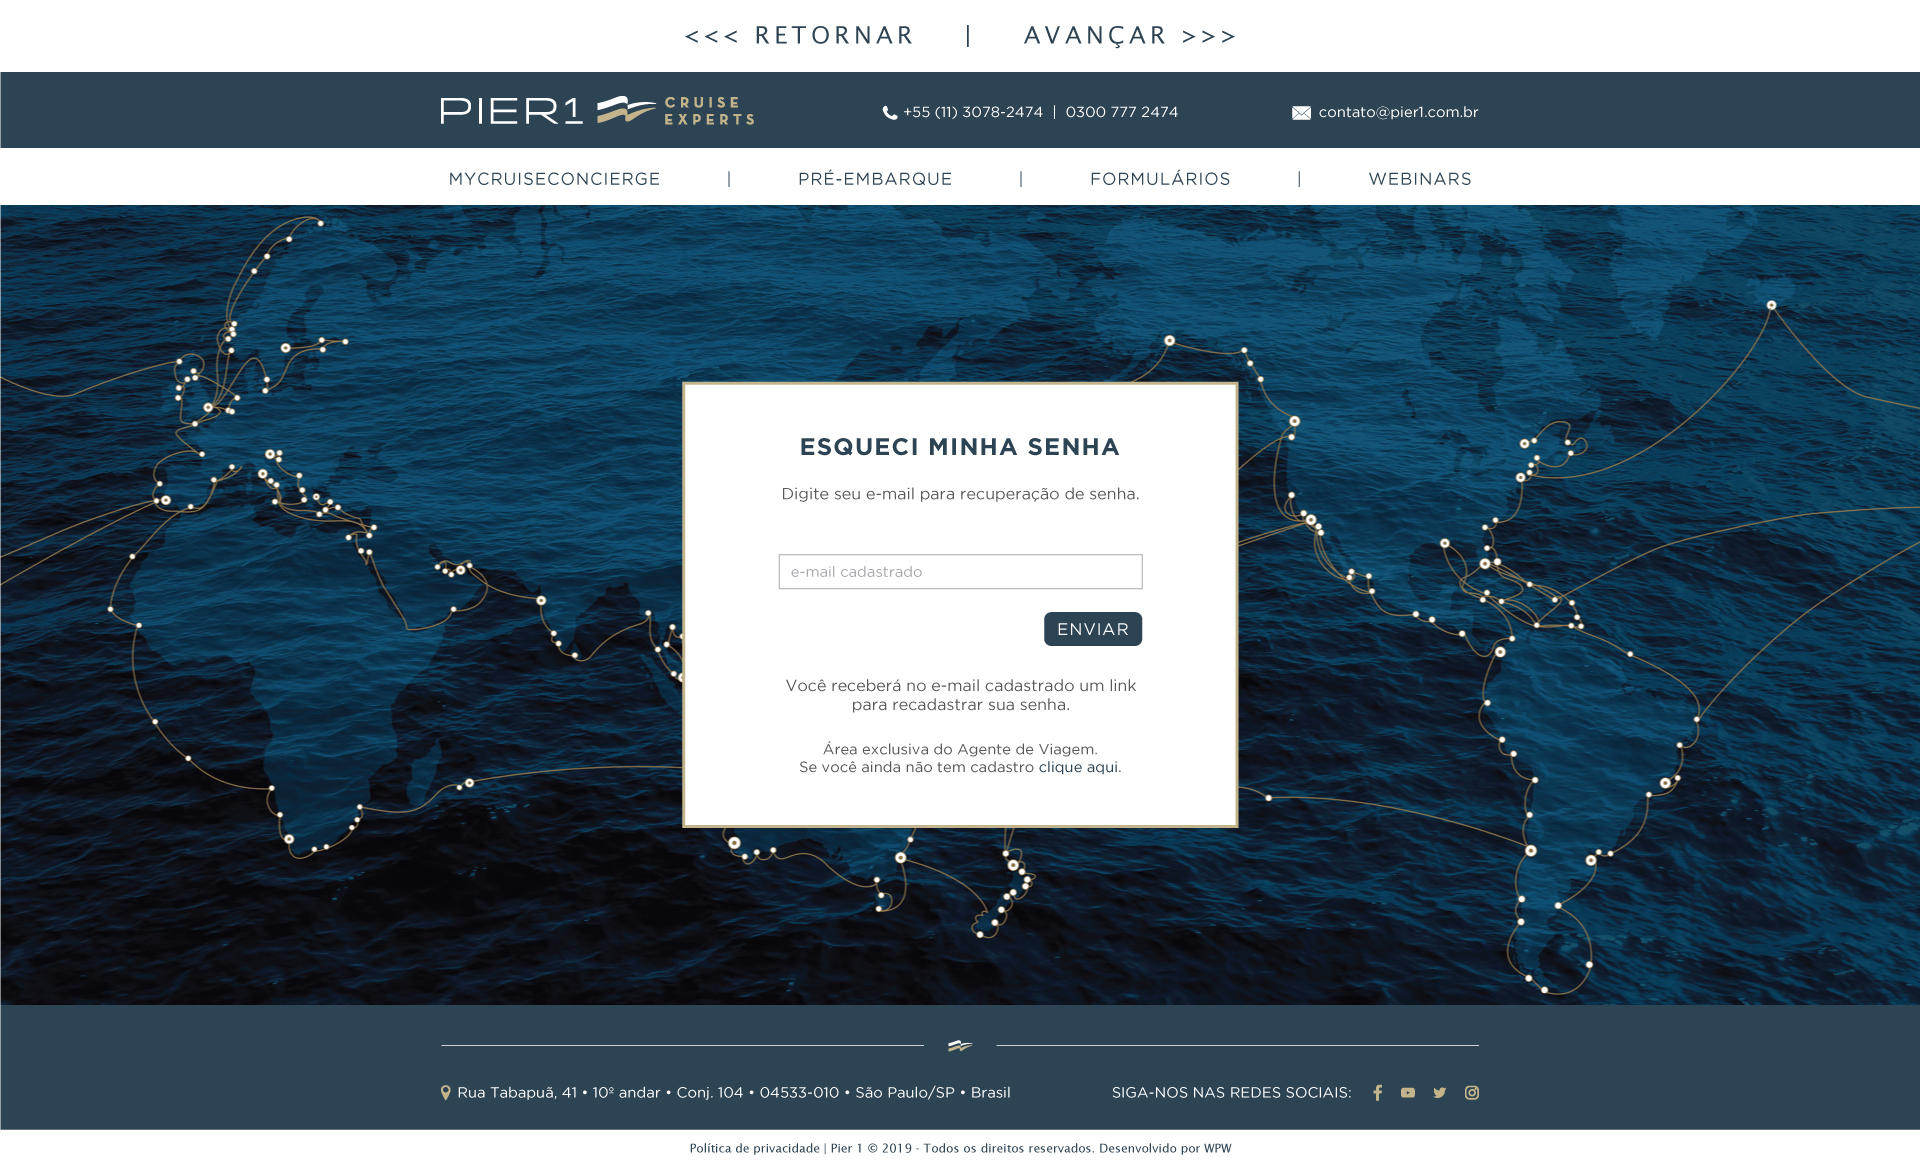 <<< RETORNAR | AVANÇAR >>>
PIER1 CRUISE EXPERTS
+55 (11) 3078-2474 | 0300 777 2474
contato@pier1.com.br
MYCRUISECONCIERGE | PRÉ-EMBARQUE | FORMULÁRIOS | WEBINARS
ESQUECI MINHA SENHA
Digite seu e-mail para recuperação de senha.
e-mail cadastrado
ENVIAR
Você receberá no e-mail cadastrado um link
para recadastrar sua senha.
Área exclusiva do Agente de Viagem.
Se você ainda não tem cadastro clique aqui.
Rua Tabapuã, 41 • 10º andar • Conj. 104 • 04533-010 • São Paulo/SP • Brasil
SIGA-NOS NAS REDES SOCIAIS:
Política de privacidade | Pier 1 © 2019 - Todos os direitos reservados. Desenvolvido por WPW